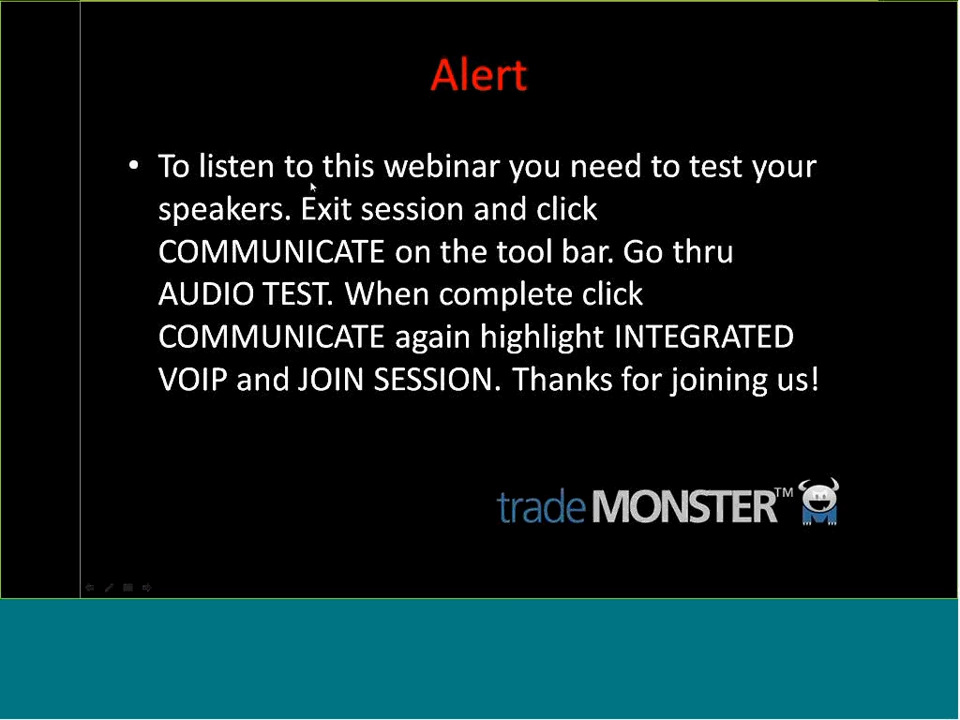 Alert
• To listen to this webinar you need to test your
speakers. Exit session and click
COMMUNICATE on the tool bar. Go thru
AUDIO TEST. When complete click
COMMUNICATE again highlight INTEGRATED
VOIP and JOIN SESSION. Thanks for joining us!
trade MONSTER™